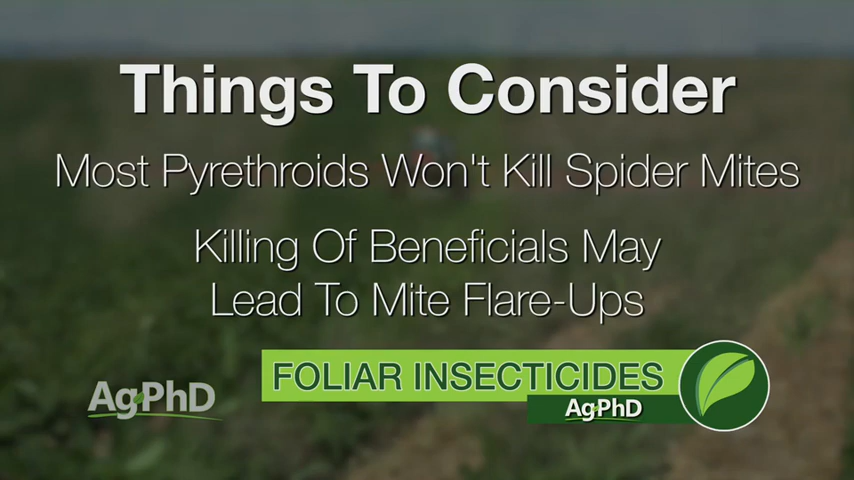 Things To Consider
Most Pyrethroids Won't Kill Spider Mites
Killing Of Beneficials May
Lead To Mite Flare-Ups
FOLIAR INSECTICIDES
AgPhD
AgPhD